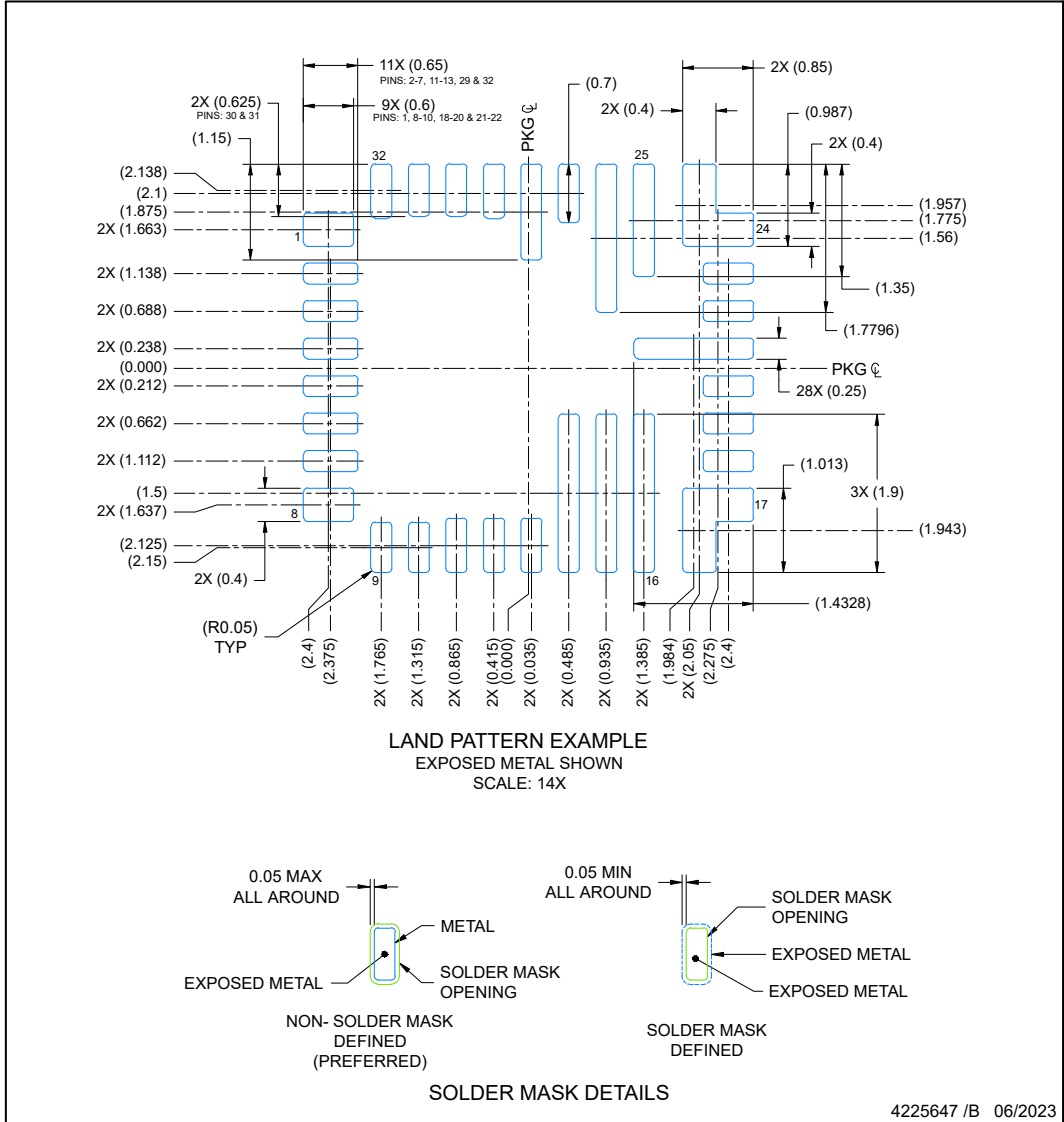 11X (0.65)
PINS: 2-7, 11-13, 29 & 32
2X (0.625)
PINS: 30 & 31
9X (0.6)
PINS: 1, 8-10, 18-20 & 21-22
(1.15)
PKG ℄
(0.7)
2X (0.85)
2X (0.4)
(0.987)
2X (0.4)
32
25
(2.138)
(2.1)
(1.875)
2X (1.663)
1
24
(1.957)
(1.775)
(1.56)
2X (1.138)
(1.35)
2X (0.688)
(1.7796)
2X (0.238)
(0.000)
PKG ℄
2X (0.212)
28X (0.25)
2X (0.662)
2X (1.112)
(1.013)
(1.5)
3X (1.9)
2X (1.637)
8
17
(2.125)
(2.15)
(1.943)
2X (0.4)
9
16
(1.4328)
(R0.05)
TYP
(2.4)
(2.375)
2X (1.765)
2X (1.315)
2X (0.865)
2X (0.415)
(0.000)
2X (0.035)
2X (0.485)
2X (0.935)
2X (1.385)
(1.984)
2X (2.05)
(2.275)
(2.4)
LAND PATTERN EXAMPLE
EXPOSED METAL SHOWN
SCALE: 14X
0.05 MAX
ALL AROUND
METAL
EXPOSED METAL
SOLDER MASK
OPENING
NON- SOLDER MASK
DEFINED
(PREFERRED)
0.05 MIN
ALL AROUND
SOLDER MASK
OPENING
EXPOSED METAL
EXPOSED METAL
SOLDER MASK
DEFINED
SOLDER MASK DETAILS
4225647 /B 06/2023